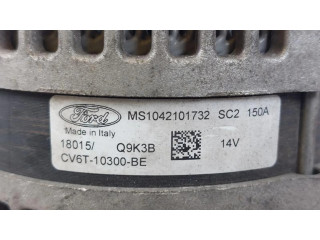 Ford MS1042101732 SC2 150A
Made in Italy
18015/ Q9K3B 14V
CV6T-10300-BE